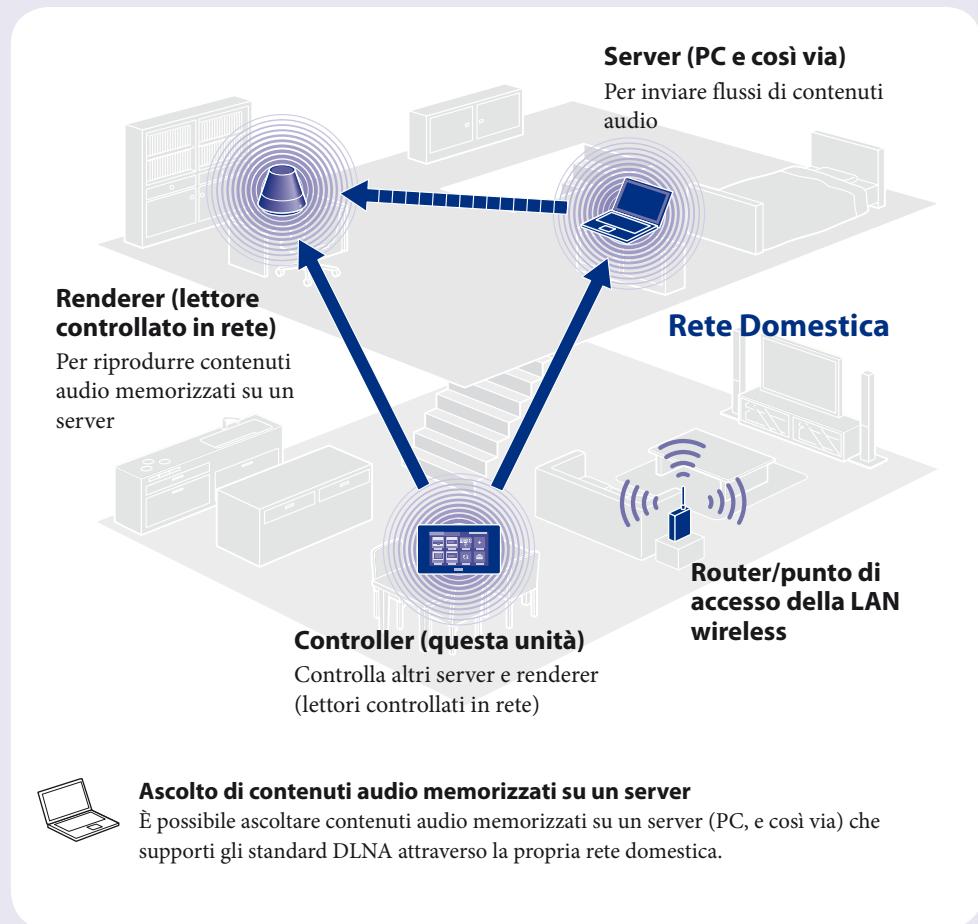 Server (PC e così via)
Per inviare flussi di contenuti
audio
Renderer (lettore
controllato in rete)
Per riprodurre contenuti
audio memorizzati su un
server
Rete Domestica
Router/punto di
accesso della LAN
wireless
Controller (questa unità)
Controlla altri server e renderer
(lettori controllati in rete)
Ascolto di contenuti audio memorizzati su un server
È possibile ascoltare contenuti audio memorizzati su un server (PC, e così via) che
supporti gli standard DLNA attraverso la propria rete domestica.